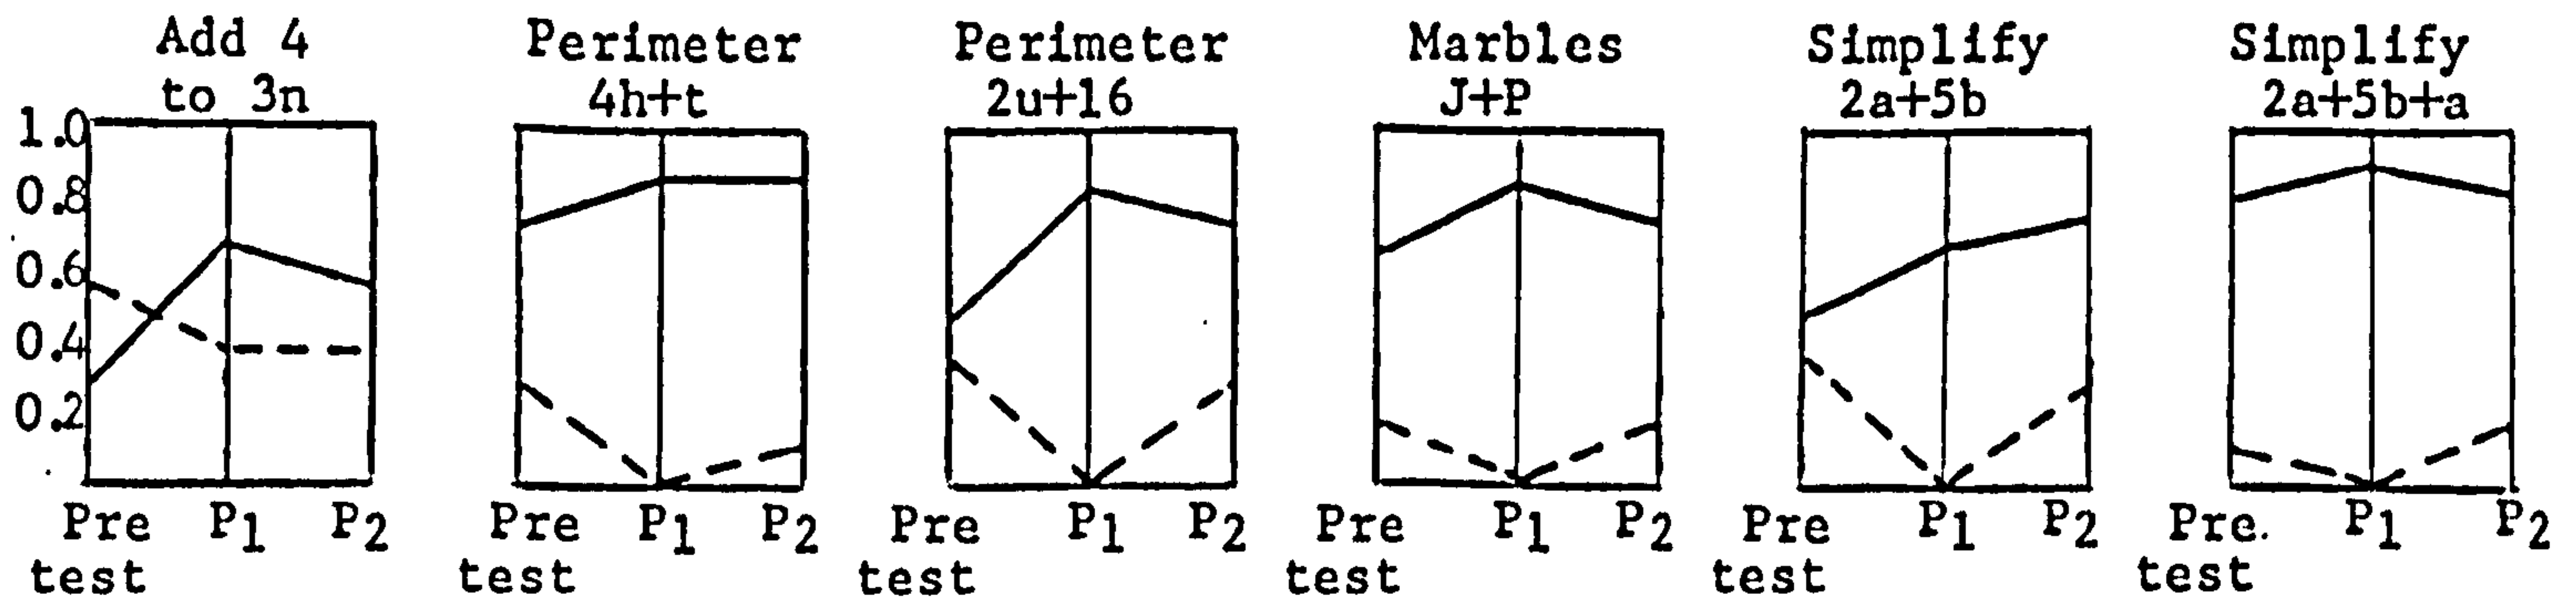 Add 4
to 3n
Perimeter
4h+t
Perimeter
2u+16
Marbles
J+P
Simplify
2a+5b
Simplify
2a+5b+a
1.0
0.8
0.6
0.4
0.2
Pre P1 P2
test
Pre P1 P2
test
Pre P1 P2
test
Pre P1 P2
test
Pre P1 P2
test
Pre. P1 P2
test